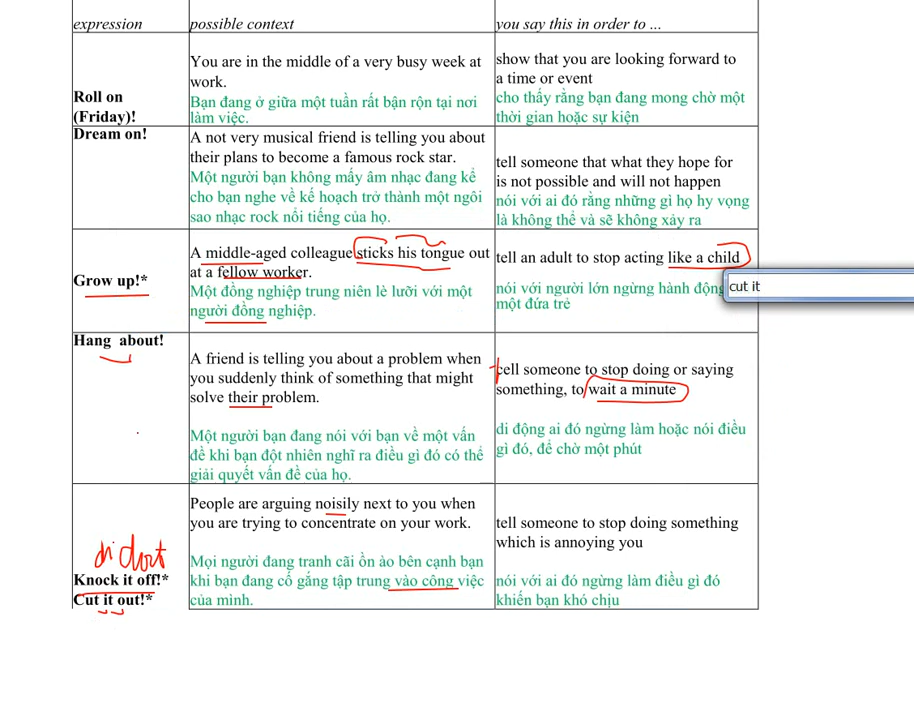 expression
possible context
you say this in order to ...
Roll on
(Friday)!
You are in the middle of a very busy week at
work.
Bạn đang ở giữa một tuần rất bận rộn tại nơi
làm việc.
show that you are looking forward to
a time or event
cho thấy rằng bạn đang mong chờ một
thời gian hoặc sự kiện
Dream on!
A not very musical friend is telling you about
their plans to become a famous rock star.
Một người bạn không mấy âm nhạc đang kể
cho bạn nghe về kế hoạch trở thành một ngôi
sao nhạc rock nổi tiếng của họ.
tell someone that what they hope for
is not possible and will not happen
nói với ai đó rằng những gì họ hy vọng
là không thể và sẽ không xảy ra
Grow up!*
A middle-aged colleague sticks his tongue out
at a fellow worker.
Một đồng nghiệp trung niên lè lưỡi với một
người đồng nghiệp.
tell an adult to stop acting like a child
nói với người lớn ngừng hành động
một đứa trẻ
cut it
Hang about!
A friend is telling you about a problem when
you suddenly think of something that might
solve their problem.
Một người bạn đang nói với bạn về một vấn
đề khi bạn đột nhiên nghĩ ra điều gì đó có thể
giải quyết vấn đề của họ.
cell someone to stop doing or saying
something, to wait a minute
di động ai đó ngừng làm hoặc nói điều
gì đó, để chờ một phút
Knock it off!*
Cut it out!*
People are arguing noisily next to you when
you are trying to concentrate on your work.
Mọi người đang tranh cãi ồn ào bên cạnh bạn
khi bạn đang cố gắng tập trung vào công việc
của mình.
tell someone to stop doing something
which is annoying you
nói với ai đó ngừng làm điều gì đó
khiến bạn khó chịu